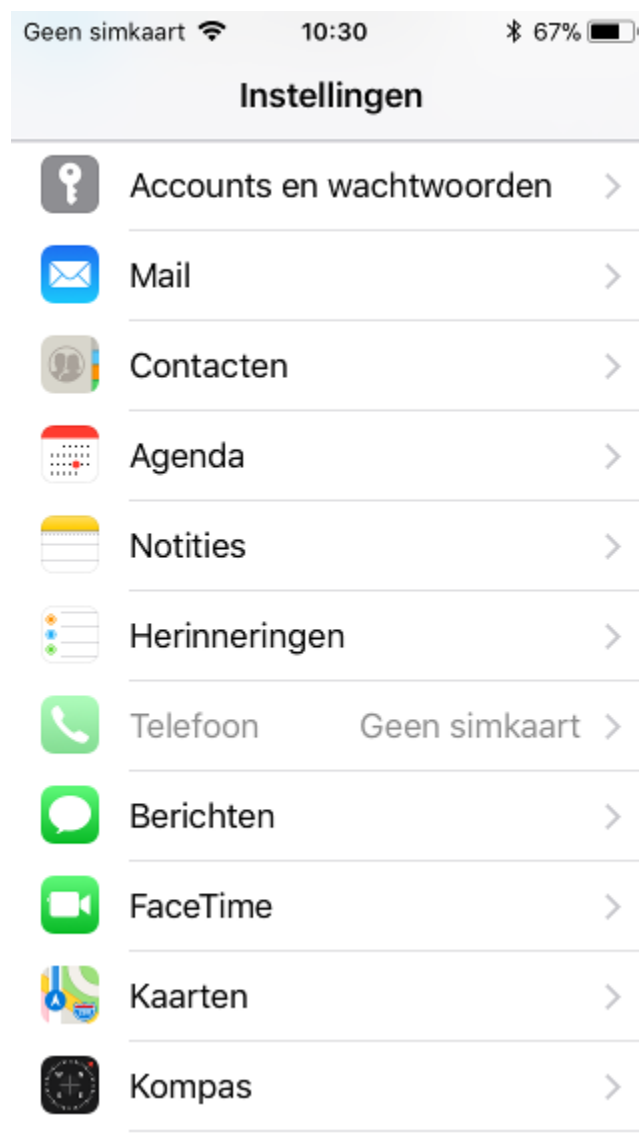 Geen simkaart 10:30 67%
Instellingen
Accounts en wachtwoorden
Mail
Contacten
Agenda
Notities
Herinneringen
Telefoon Geen simkaart
Berichten
FaceTime
Kaarten
Kompas